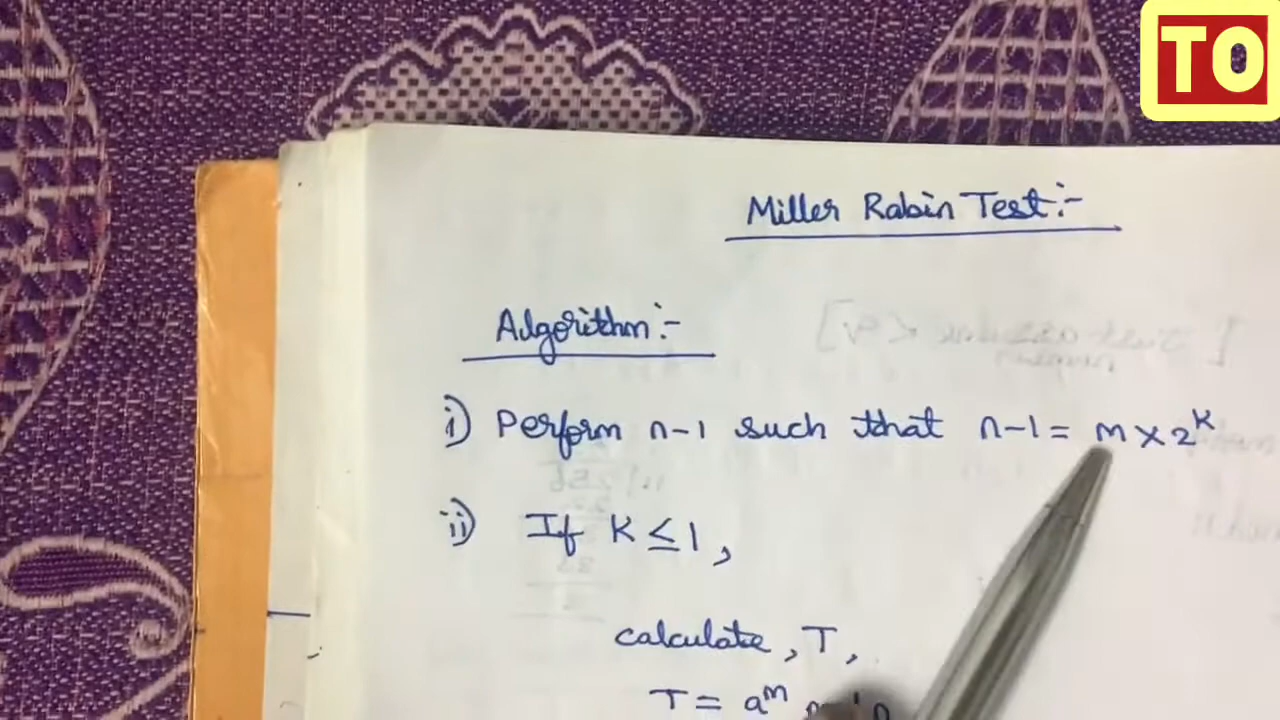 TO
Miller Rabin Test:-
Algorithm:-
i) Perform n-1 such that n-1 = m × 2^k
ii) If K ≤ 1,
calculate, T,
T = a^m